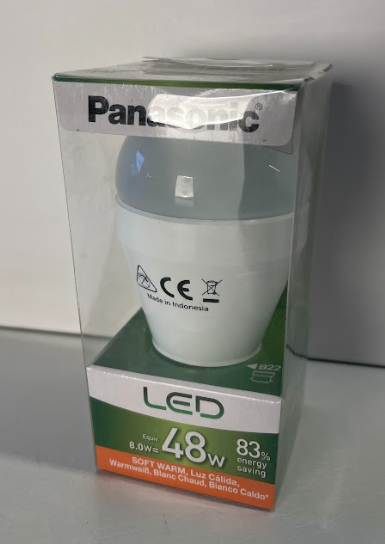 Panasonic®
CE
Made in Indonesia
B22
LED
Equiv
8.0W= 48W
83%
energy
saving
SOFT WARM, Luz Cálida,
Warmweiß, Blanc Chaud, Bianco Caldo*